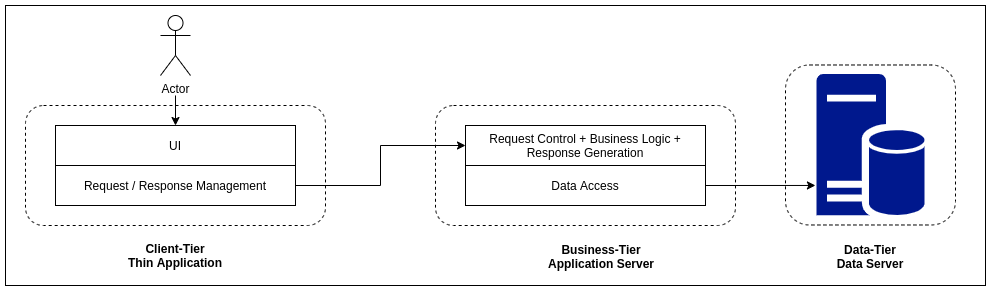 Actor
UI
Request / Response Management
Client-Tier
Thin Application
Request Control + Business Logic +
Response Generation
Data Access
Business-Tier
Application Server
Data-Tier
Data Server